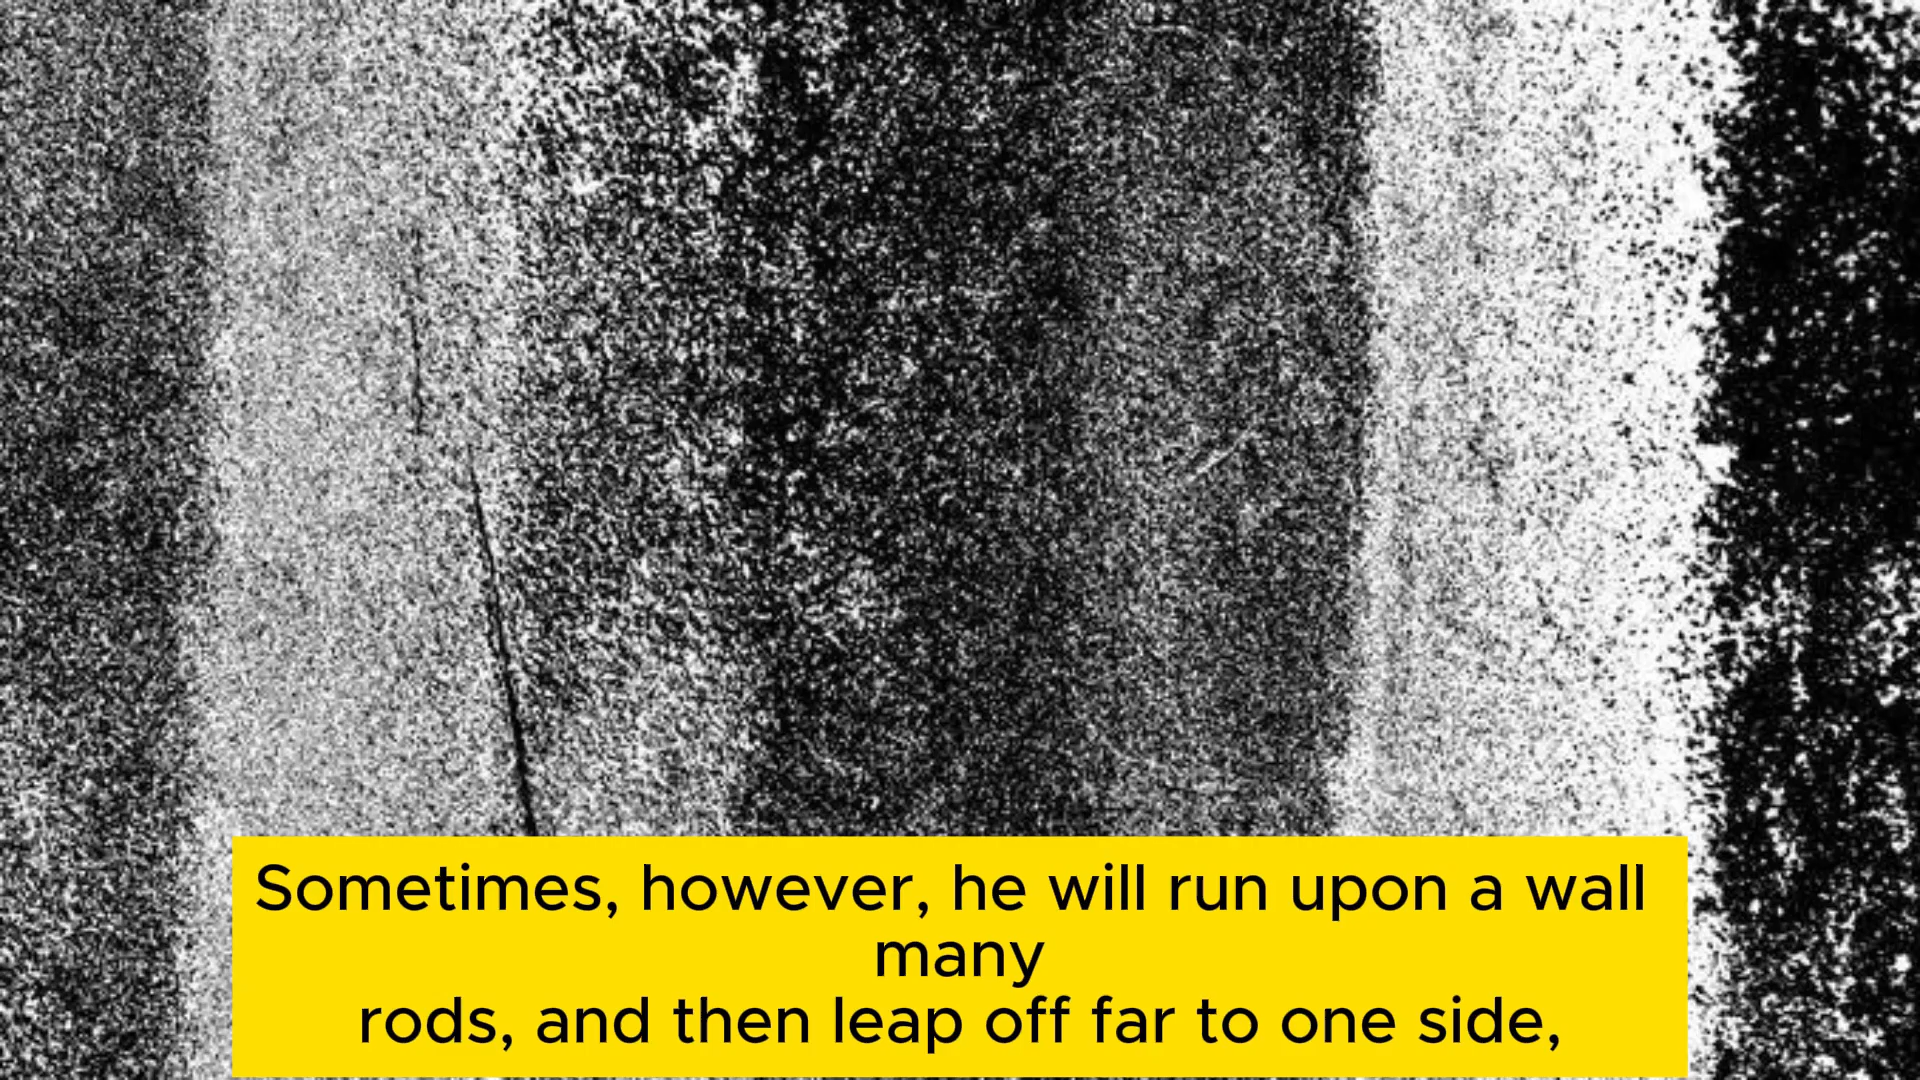 Sometimes, however, he will run upon a wall
many
rods, and then leap off far to one side,